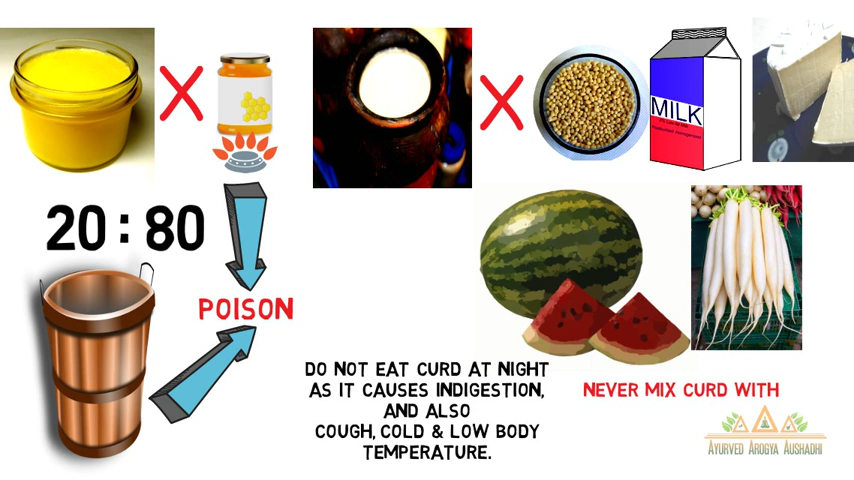 X
X
MILK
20:80
POISON
DO NOT EAT CURD AT NIGHT
AS IT CAUSES INDIGESTION,
AND ALSO
COUGH, COLD & LOW BODY
TEMPERATURE.
NEVER MIX CURD WITH
AYURVED AROGYA AUSHADHI